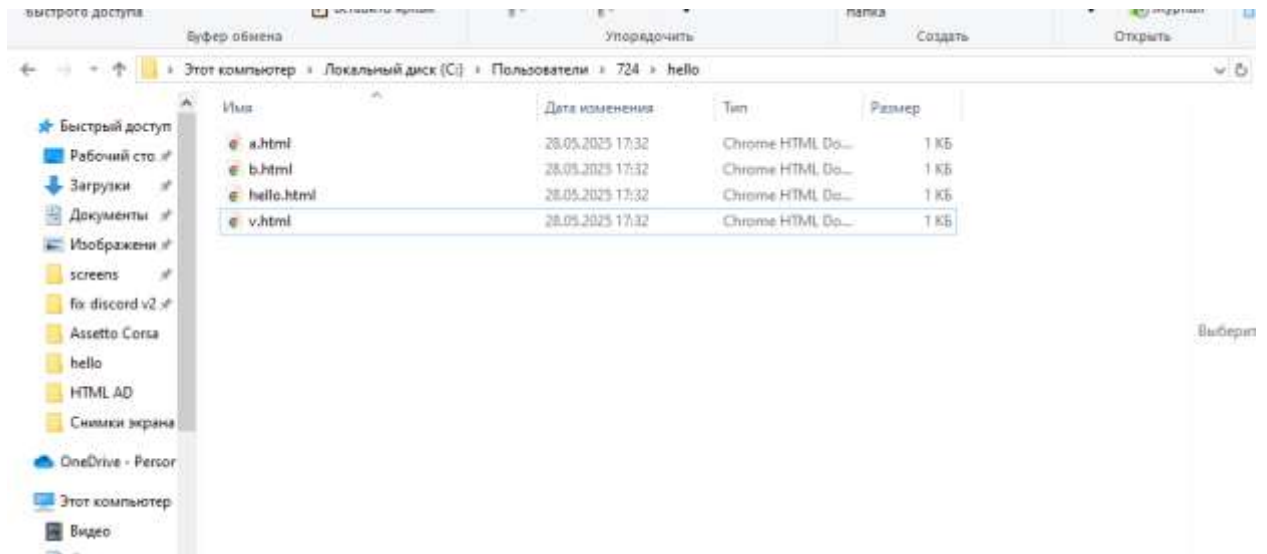 быстрого доступа папка
Буфер обмена Упорядочить Создать Открыть
Этот компьютер › Локальный диск (C:) › Пользователи › 724 › hello
Имя Дата изменения Тип Размер
Быстрый доступ
Рабочий сто
Загрузки
Документы
Изображени
screens
fix discord v2
Assetto Corsa
hello
HTML AD
Снимки экрана
OneDrive - Person
Этот компьютер
Видео
a.html 28.05.2025 17:32 Chrome HTML Do... 1 КБ
b.html 28.05.2025 17:32 Chrome HTML Do... 1 КБ
hello.html 28.05.2025 17:32 Chrome HTML Do... 1 КБ
v.html 28.05.2025 17:32 Chrome HTML Do... 1 КБ
Выберит